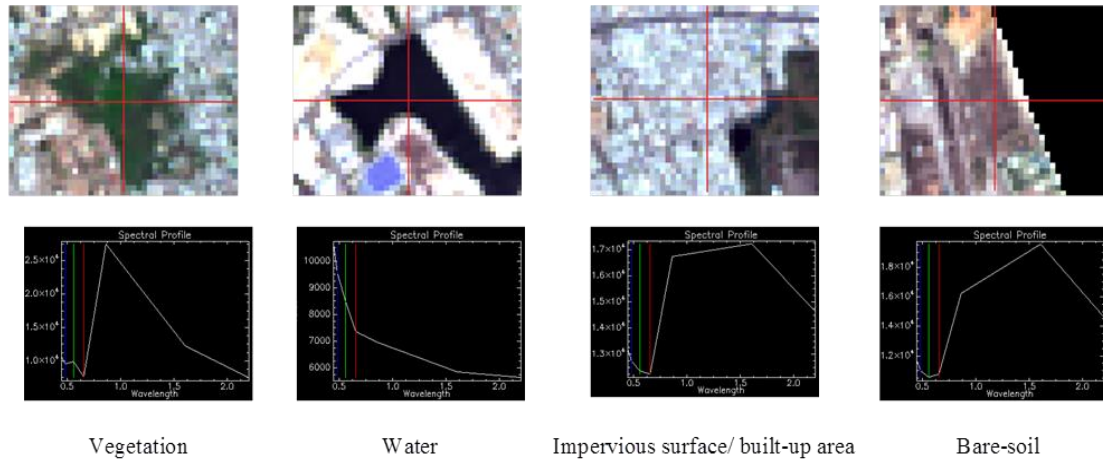 Spectral Profile
2.5×10⁴
2.0×10⁴
1.5×10⁴
1.0×10⁴
0.5 1.0 1.5 2.0
Wavelength
Spectral Profile
10000
9000
8000
7000
6000
0.5 1.0 1.5 2.0
Wavelength
Spectral Profile
1.7×10⁴
1.6×10⁴
1.5×10⁴
1.4×10⁴
1.3×10⁴
0.5 1.0 1.5 2.0
Wavelength
Spectral Profile
1.8×10⁴
1.6×10⁴
1.4×10⁴
1.2×10⁴
0.5 1.0 1.5 2.0
Wavelength
Vegetation
Water
Impervious surface/ built-up area
Bare-soil